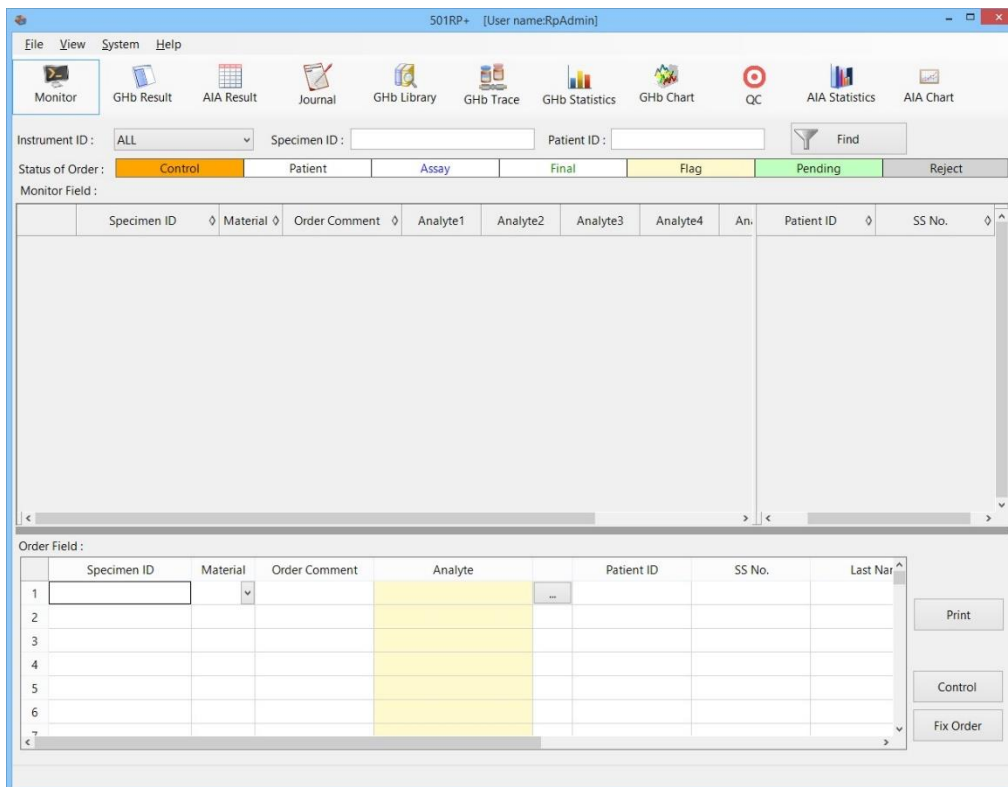 501RP+ [User name:RpAdmin]
File View System Help
Monitor GHb Result AIA Result Journal GHb Library GHb Trace GHb Statistics GHb Chart QC AIA Statistics AIA Chart
Instrument ID : ALL Specimen ID : Patient ID : Find
Status of Order : Control Patient Assay Final Flag Pending Reject
Monitor Field :
Specimen ID Material Order Comment Analyte1 Analyte2 Analyte3 Analyte4 An Patient ID SS No.
Order Field :
Specimen ID Material Order Comment Analyte Patient ID SS No. Last Nar
1 ...
2
Print
3
4
5
Control
6
Fix Order
7